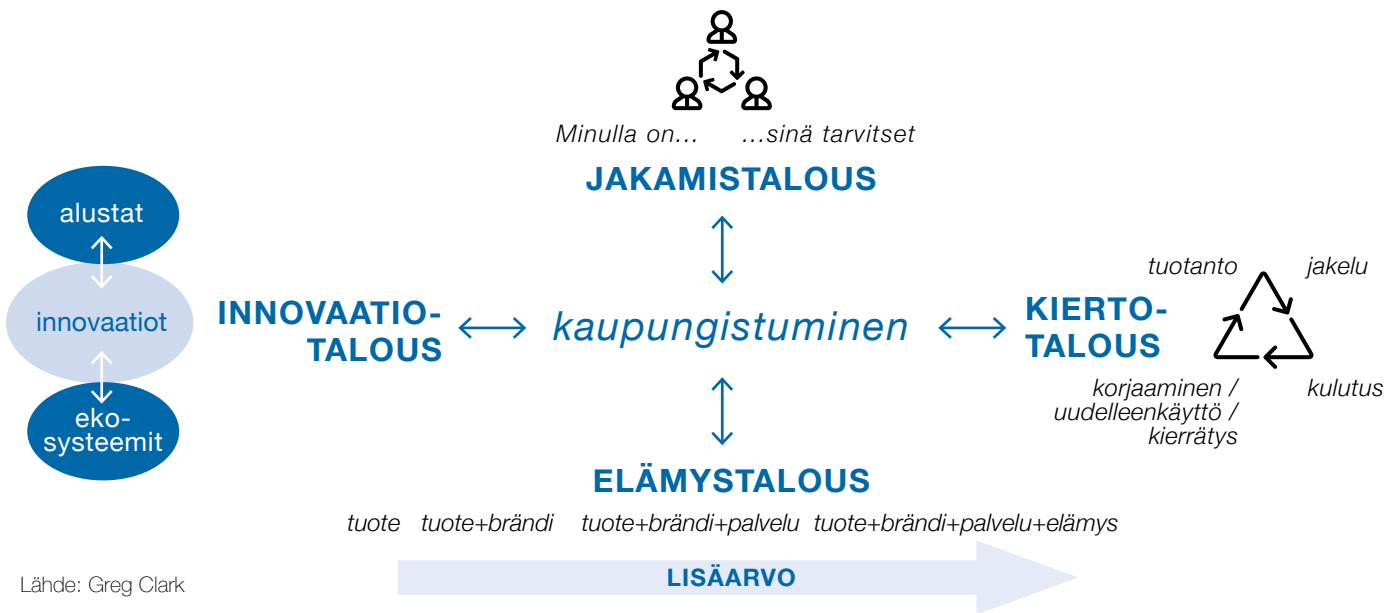 Minulla on... ...sinä tarvitset
JAKAMISTALOUS
alustat
innovaatiot
eko-
systeemit
INNOVAATIO-
TALOUS
kaupungistuminen
KIERTO-
TALOUS
tuotanto
jakelu
korjaaminen /
uudelleenkäyttö /
kierrätys
kulutus
ELÄMYSTALOUS
tuote tuote+brändi tuote+brändi+palvelu tuote+brändi+palvelu+elämys
LISÄARVO
Lähde: Greg Clark